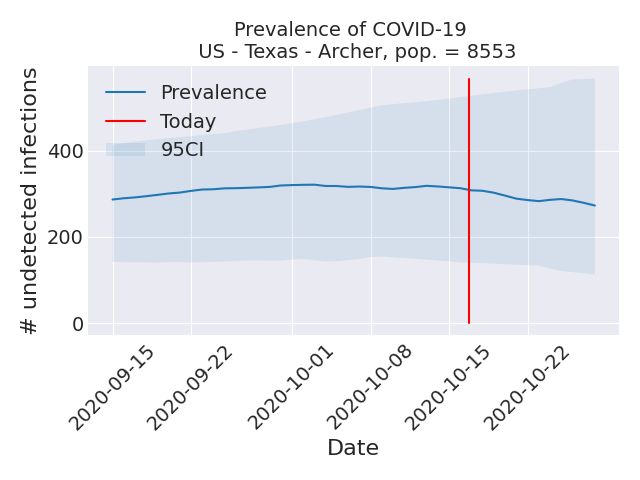 Prevalence of COVID-19
US - Texas - Archer, pop. = 8553
# undetected infections
400
200
0
Prevalence
Today
95CI
2020-09-15
2020-09-22
2020-10-01
2020-10-08
2020-10-15
2020-10-22
Date